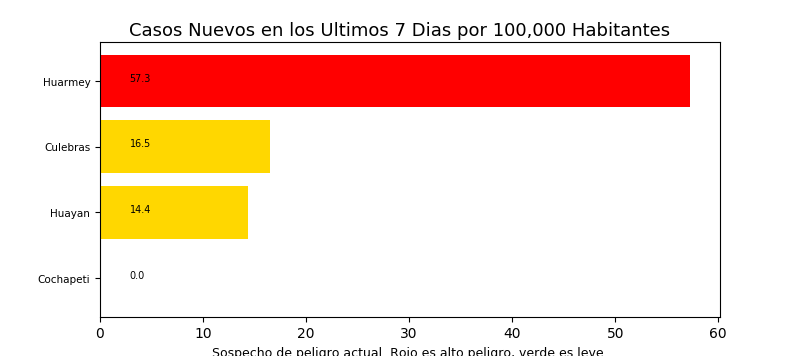 Casos Nuevos en los Ultimos 7 Dias por 100,000 Habitantes
Huarmey 57.3
Culebras 16.5
Huayan 14.4
Cochapeti 0.0
0 10 20 30 40 50 60
Sospecho de peligro actual. Rojo es alto peligro, verde es leve